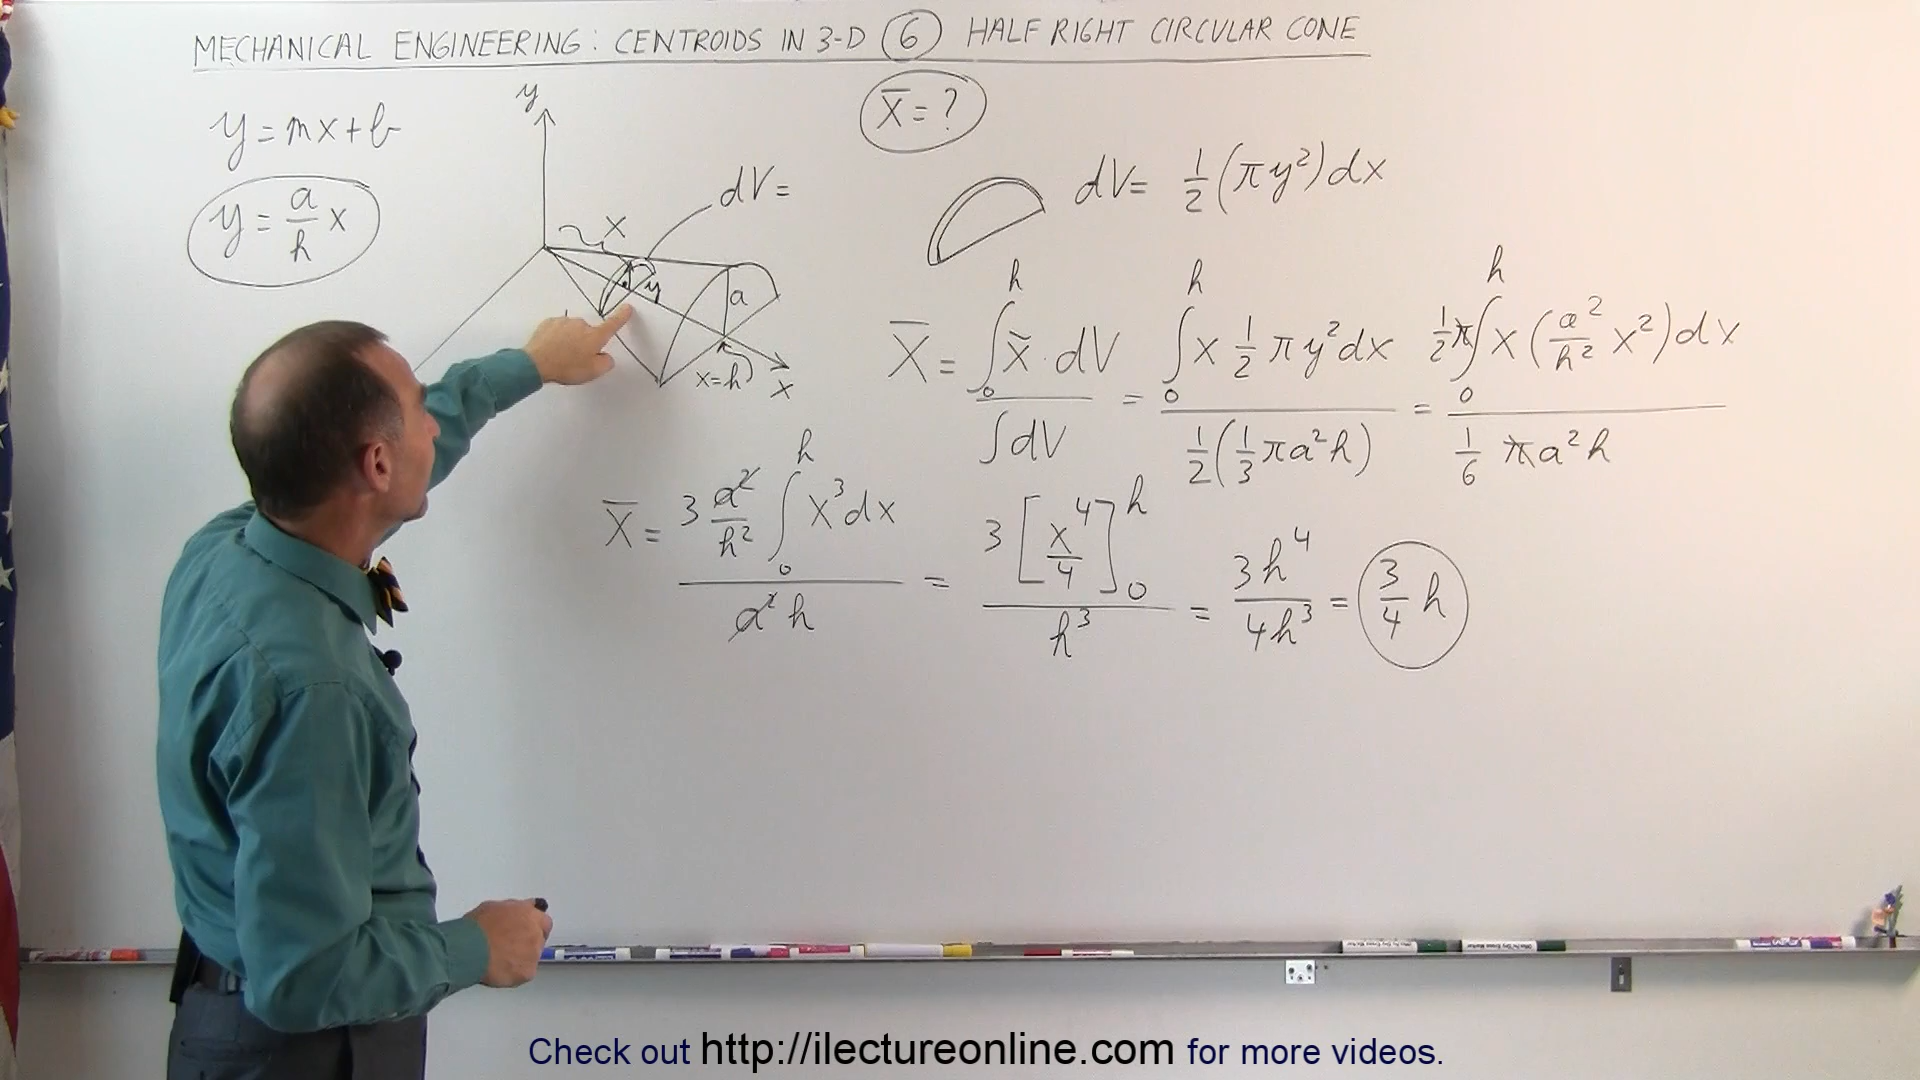 MECHANICAL ENGINEERING: CENTROIDS IN 3-D ⑥ HALF RIGHT CIRCULAR CONE
x̄ = ?
y = mx + b
y = a/h x
y
x
dV =
y
a
x=h
x
dV = 1/2 (πy²) dx
x̄ = ∫₀ʰ x̃ · dV / ∫dV = ∫₀ʰ x 1/2 π y² dx / 1/2 (1/3 πa²h) = 1/2 π ∫₀ʰ x (a²/h² x²) dx / 1/6 πa²h
x̄ = 3 a²/h² ∫₀ʰ x³ dx / a² h = 3 [x⁴/4]₀ʰ / h³ = 3h⁴/4h³ = 3/4 h
Check out http://ilectureonline.com for more videos.